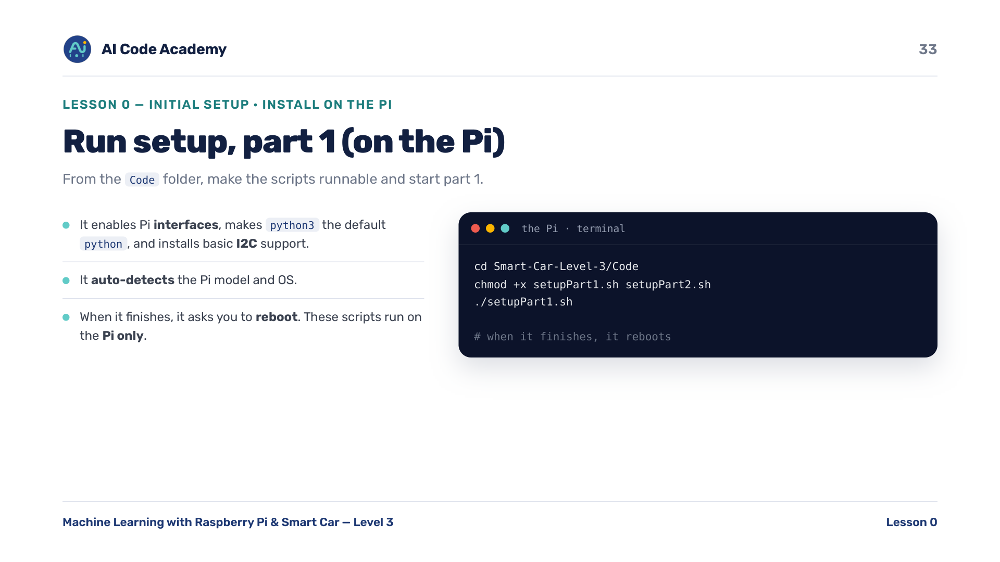 AI Code Academy
33
LESSON 0 — INITIAL SETUP · INSTALL ON THE PI
Run setup, part 1 (on the Pi)
From the Code folder, make the scripts runnable and start part 1.
It enables Pi interfaces, makes python3 the default
python, and installs basic I2C support.
It auto-detects the Pi model and OS.
When it finishes, it asks you to reboot. These scripts run on
the Pi only.
the Pi · terminal
cd Smart-Car-Level-3/Code
chmod +x setupPart1.sh setupPart2.sh
./setupPart1.sh
# when it finishes, it reboots
Machine Learning with Raspberry Pi & Smart Car — Level 3
Lesson 0